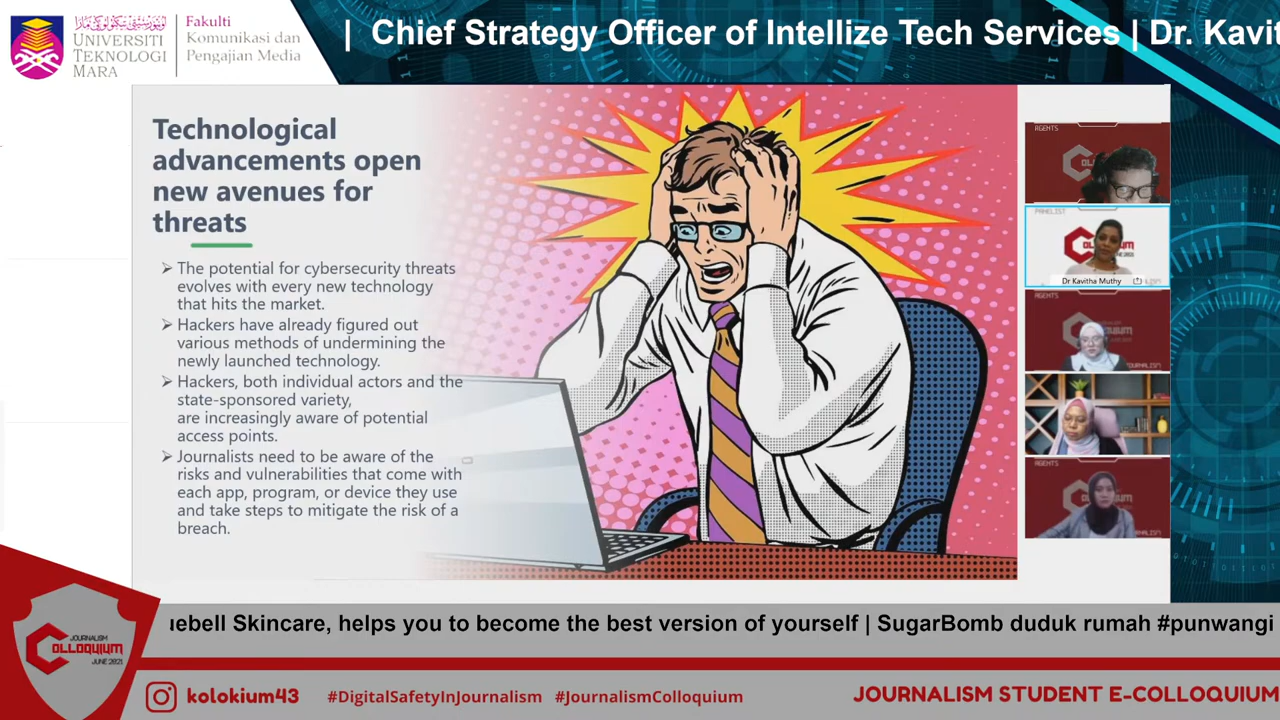 UNIVERSITI
TEKNOLOGI
MARA
Fakulti
Komunikasi dan
Pengajian Media
| Chief Strategy Officer of Intellize Tech Services | Dr. Kavit
Technological
advancements open
new avenues for
threats
➢ The potential for cybersecurity threats
evolves with every new technology
that hits the market.
➢ Hackers have already figured out
various methods of undermining the
newly launched technology.
➢ Hackers, both individual actors and the
state-sponsored variety,
are increasingly aware of potential
access points.
➢ Journalists need to be aware of the
risks and vulnerabilities that come with
each app, program, or device they use
and take steps to mitigate the risk of a
breach.
AGENTS
PANELIST
Dr Kavitha Muthy
AGENTS
AGENTS
uebell Skincare, helps you to become the best version of yourself | SugarBomb duduk rumah #punwangi
JOURNALISM
COLLOQUIUM
JUNE 2021
kolokium43
#DigitalSafetyInJournalism #JournalismColloquium
JOURNALISM STUDENT E-COLLOQUIUM